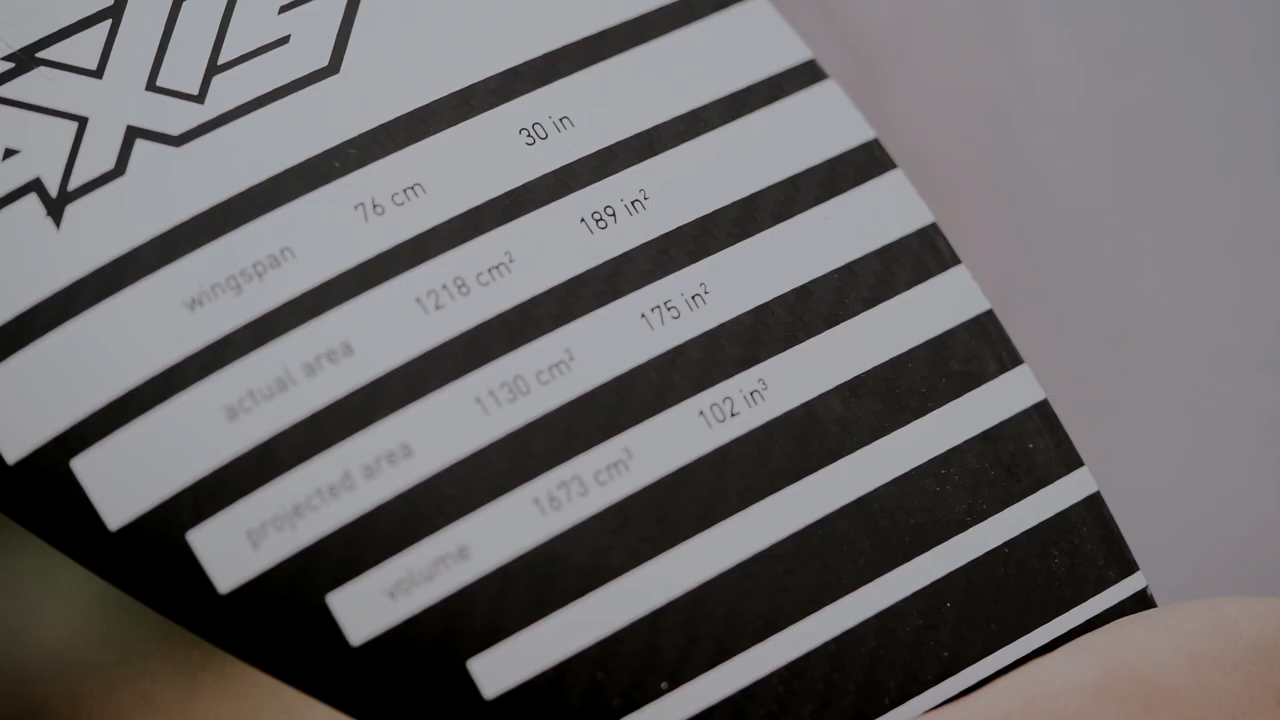 AXIS
wingspan 76 cm 30 in
actual area 1218 cm² 189 in²
projected area 1130 cm² 175 in²
volume 1673 cm³ 102 in³